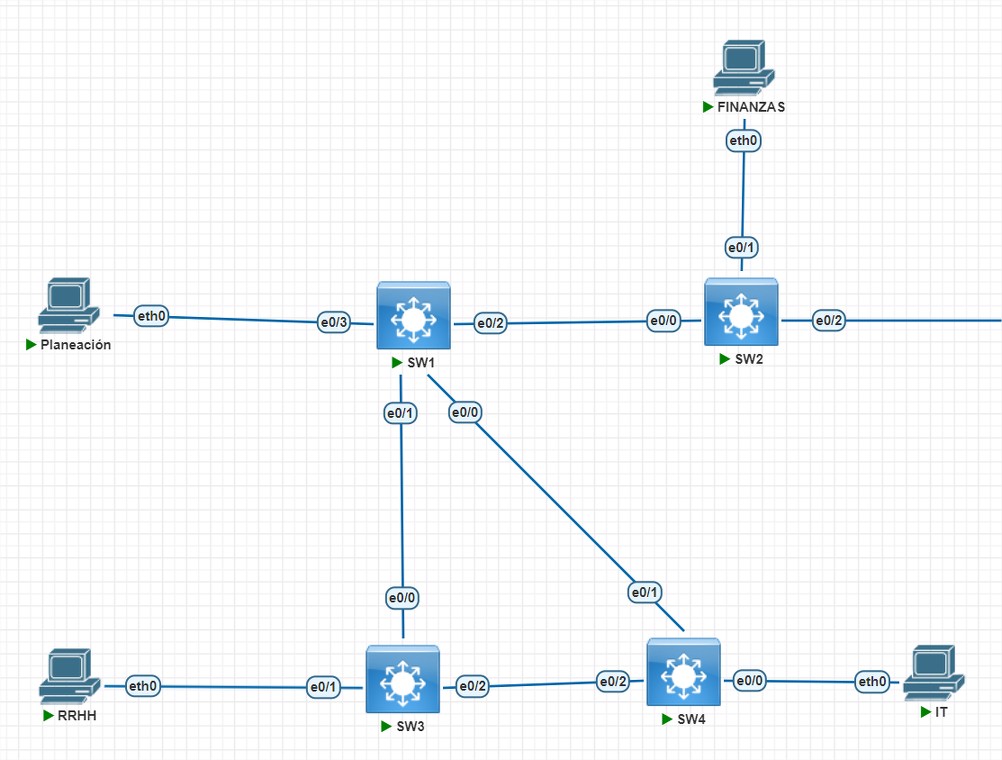 FINANZAS
eth0
e0/1
Planeación
eth0
e0/3
SW1
e0/2
e0/0
SW2
e0/2
e0/1
e0/0
e0/0
e0/1
RRHH
eth0
e0/1
SW3
e0/2
e0/2
SW4
e0/0
eth0
IT